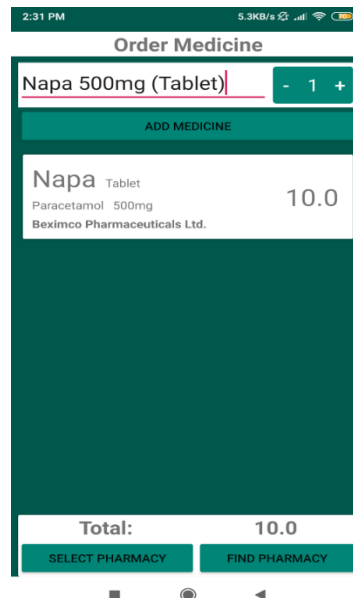 2:31 PM 5.3KB/s
Order Medicine
Napa 500mg (Tablet)
- 1 +
ADD MEDICINE
Napa Tablet
10.0
Paracetamol 500mg
Beximco Pharmaceuticals Ltd.
Total: 10.0
SELECT PHARMACY FIND PHARMACY